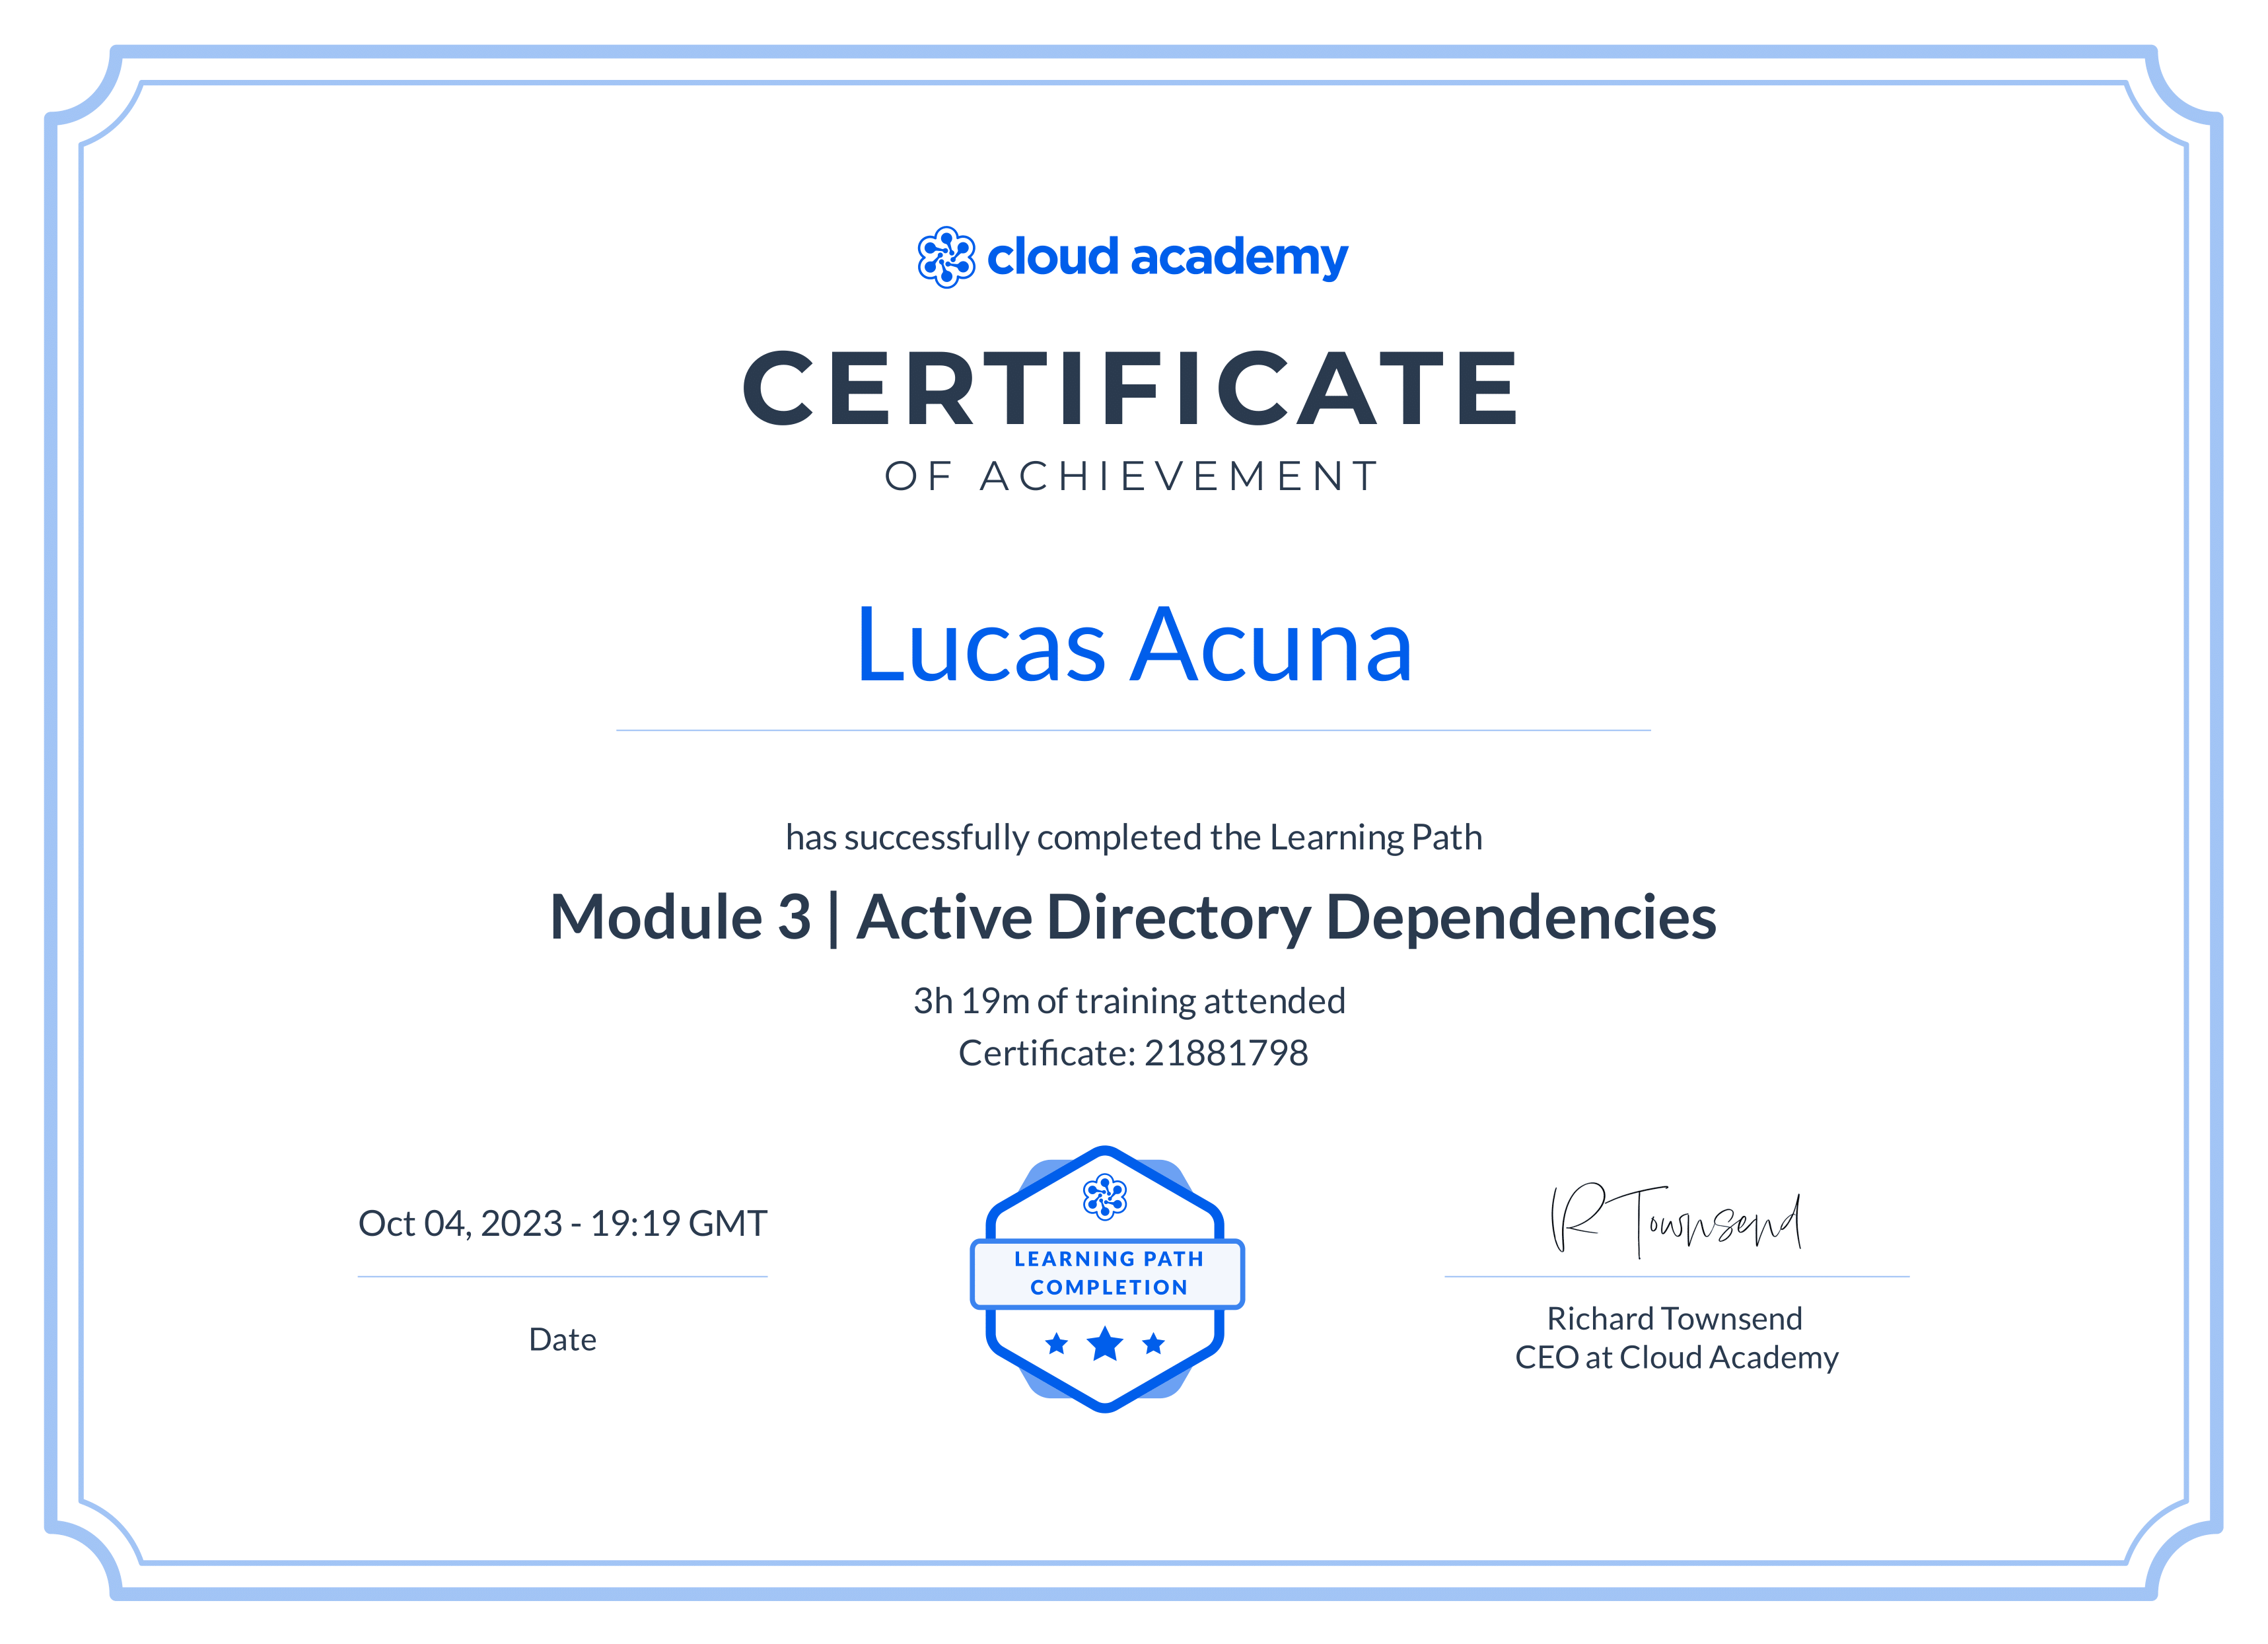 cloud academy
CERTIFICATE
OF ACHIEVEMENT
Lucas Acuna
has successfully completed the Learning Path
Module 3 | Active Directory Dependencies
3h 19m of training attended
Certificate: 21881798
Oct 04, 2023 - 19:19 GMT
Date
LEARNING PATH
COMPLETION
R Townsend
Richard Townsend
CEO at Cloud Academy